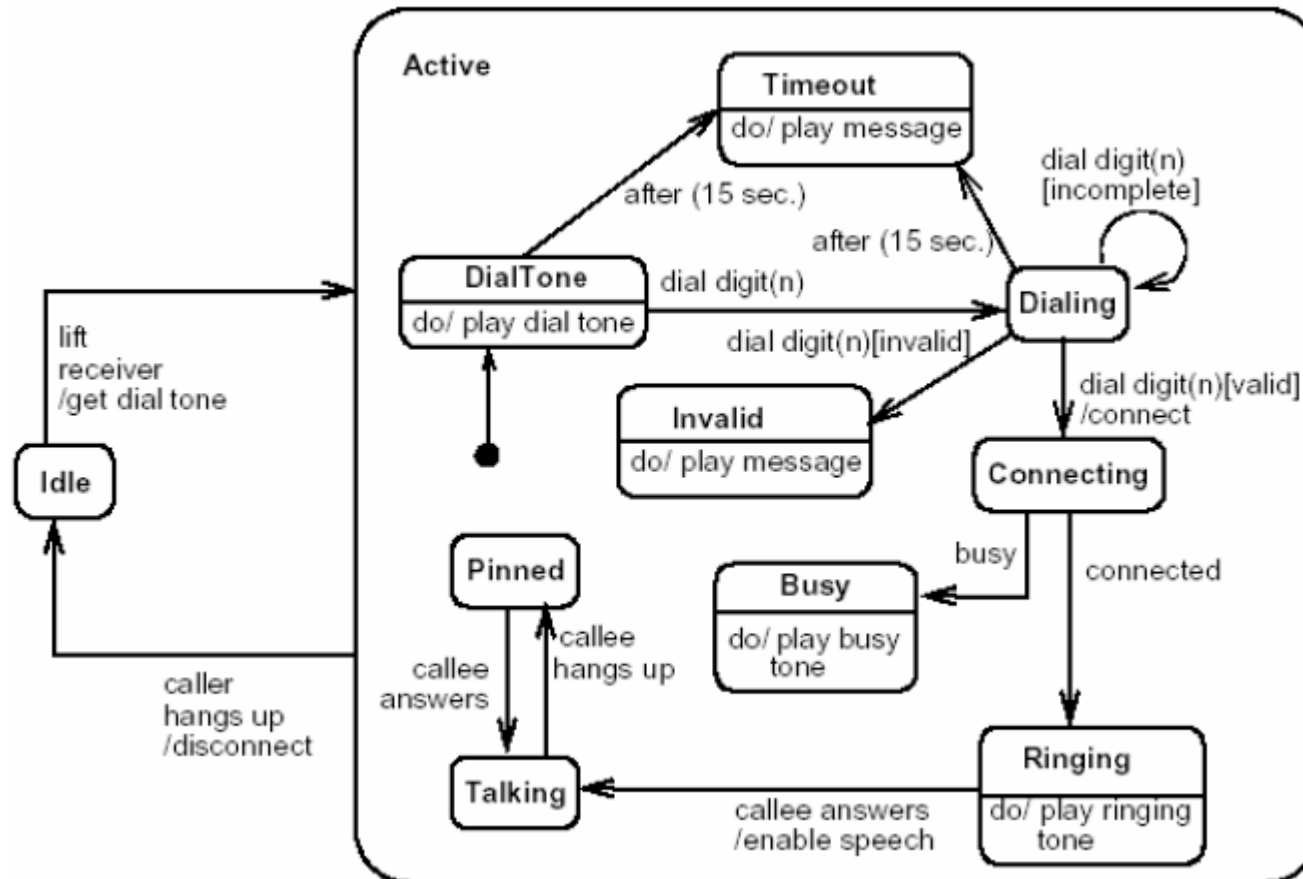 Active
Timeout
do/ play message
dial digit(n)
[incomplete]
after (15 sec.)
after (15 sec.)
DialTone
do/ play dial tone
dial digit(n)
Dialing
lift
receiver
/get dial tone
dial digit(n)[invalid]
dial digit(n)[valid]
/connect
Invalid
do/ play message
Idle
Connecting
Pinned
busy
connected
Busy
do/ play busy
tone
callee
hangs up
callee
answers
caller
hangs up
/disconnect
Talking
Ringing
do/ play ringing
tone
callee answers
/enable speech